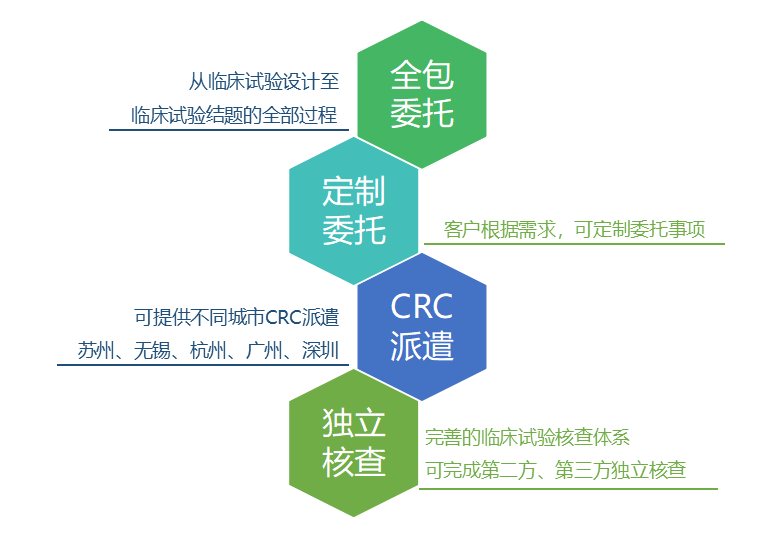 全包
委托
从临床试验设计至
临床试验结题的全部过程
定制
委托
客户根据需求，可定制委托事项
CRC
派遣
可提供不同城市CRC派遣
苏州、无锡、杭州、广州、深圳
独立
核查
完善的临床试验核查体系
可完成第二方、第三方独立核查